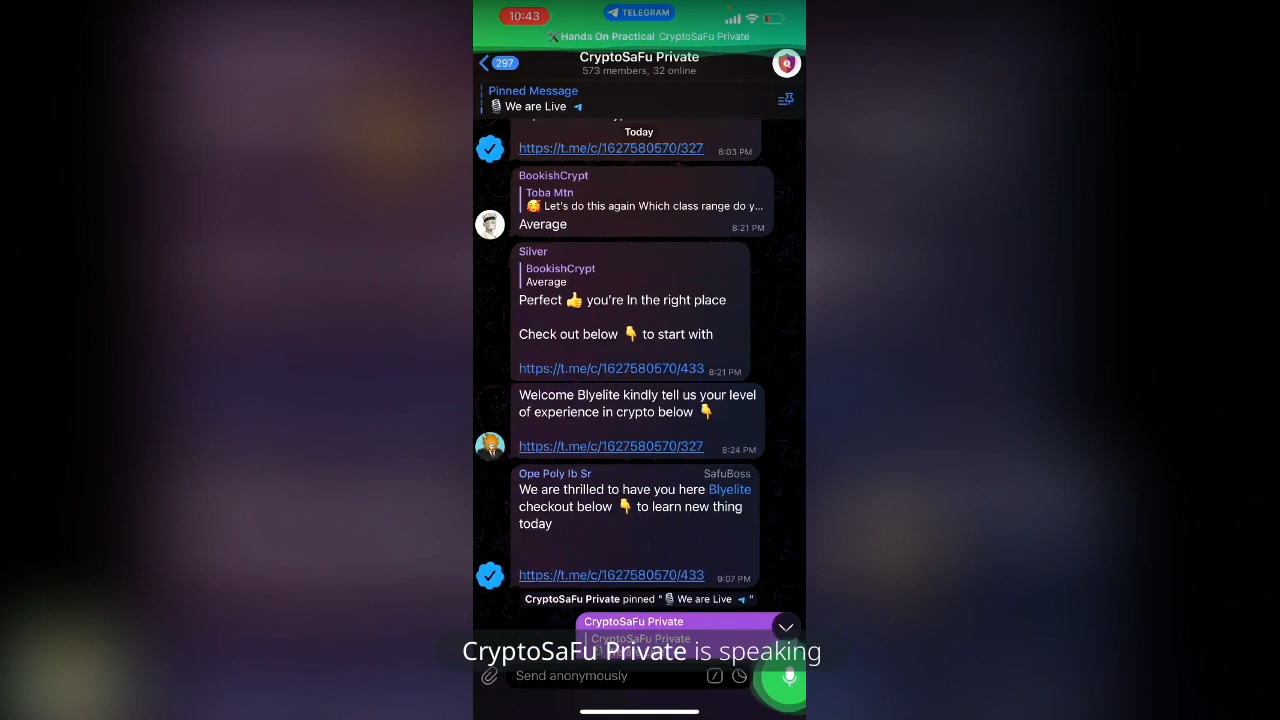 10:43
TELEGRAM
Hands On Practical CryptoSaFu Private
CryptoSaFu Private
297
573 members, 32 online
Pinned Message
We are Live
Today
https://t.me/c/1627580570/327
8:03 PM
BookishCrypt
Toba Mtn
🥰 Let's do this again Which class range do y...
Average
8:21 PM
Silver
BookishCrypt
Average
Perfect 👍 you're In the right place
Check out below 👇 to start with
https://t.me/c/1627580570/433
8:21 PM
Welcome Blyelite kindly tell us your level
of experience in crypto below 👇
https://t.me/c/1627580570/327
8:24 PM
Ope Poly Ib Sr
SafuBoss
We are thrilled to have you here Blyelite
checkout below 👇 to learn new thing
today
https://t.me/c/1627580570/433
9:07 PM
CryptoSaFu Private pinned "🎙 We are Live "
CryptoSaFu Private
CryptoSaFu Private
CryptoSaFu Private is speaking
Send anonymously